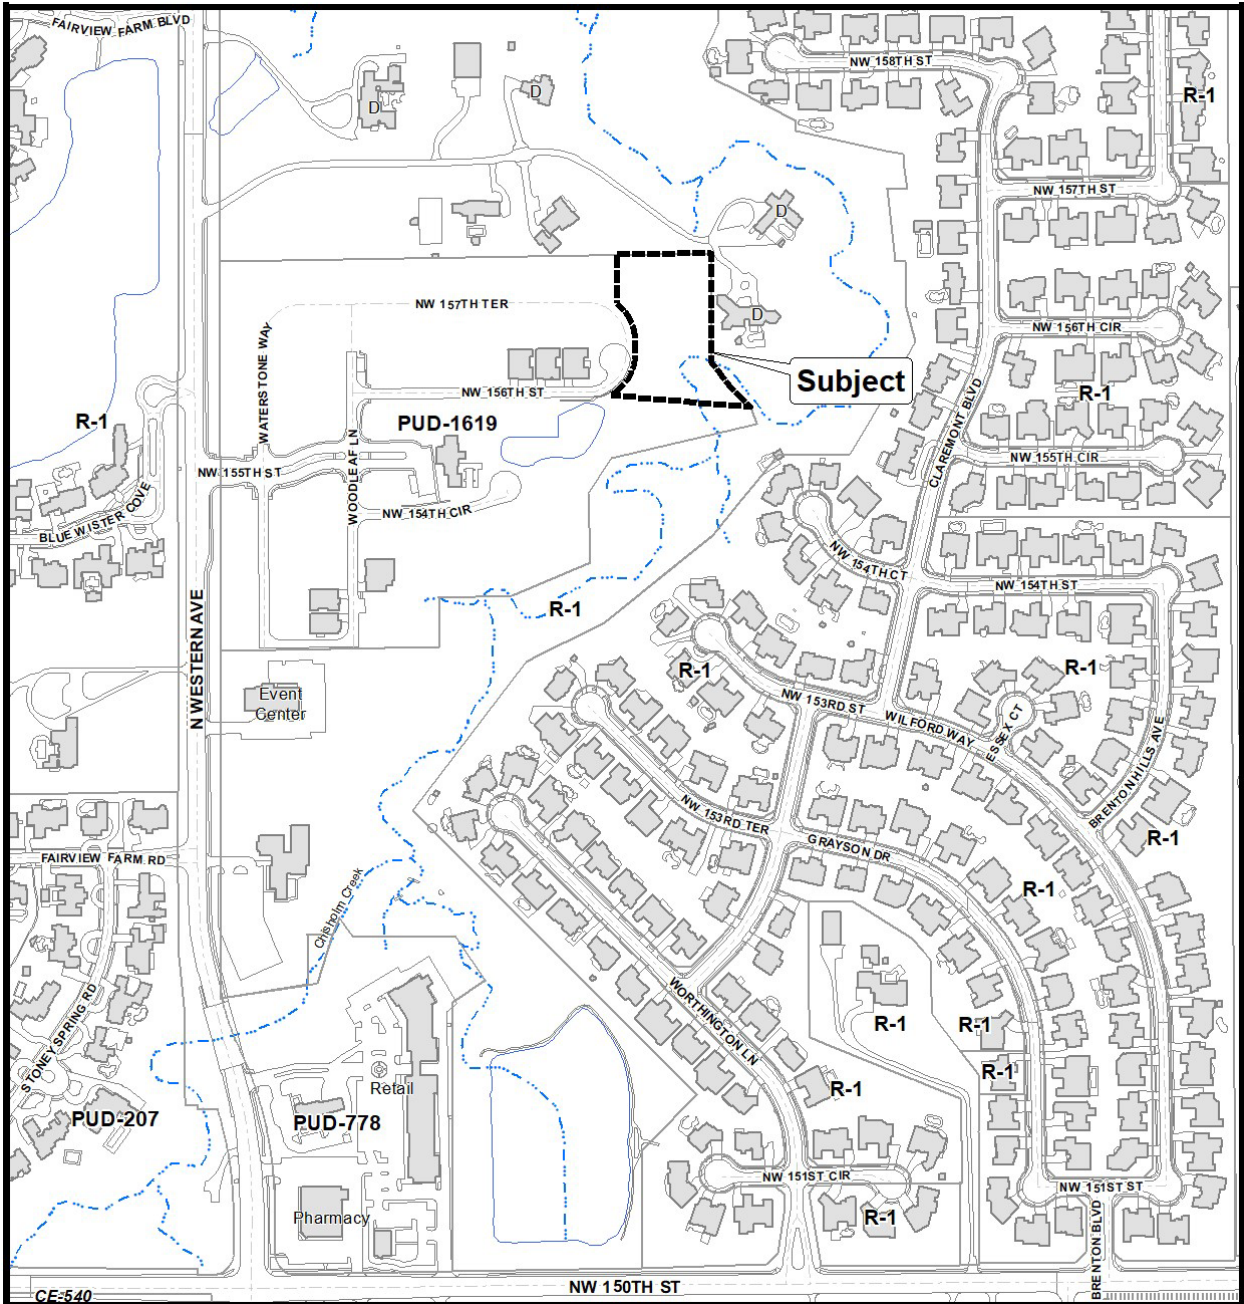 FAIRVIEW FARM BLVD
NW 158TH ST
D
D
R-1
NW 157TH ST
D
NW 157TH TER
D
NW 156TH CIR
WATERSTONE WAY
Subject
NW 156TH ST
R-1
R-1
PUD-1619
CLAREMONT BLVD
NW 155TH ST
WOODLEAF LN
NW 155TH CIR
BLUE WISTER COVE
NW 154TH CIR
NW 154TH CT
NW 154TH ST
R-1
N WESTERN AVE
R-1
R-1
Event
Center
NW 153RD ST
WILFORD WAY
ESSEX CT
BRENTON HILLS AVE
NW 153RD TER
GRAYSON DR
R-1
FAIRVIEW FARM RD
R-1
Chisholm Creek
STONEY SPRING RD
WORTHINGTON LN
R-1
R-1
R-1
Retail
R-1
PUD-207
PUD-778
NW 151ST CIR
NW 151ST ST
Pharmacy
R-1
BRENTON BLVD
NW 150TH ST
CE-540